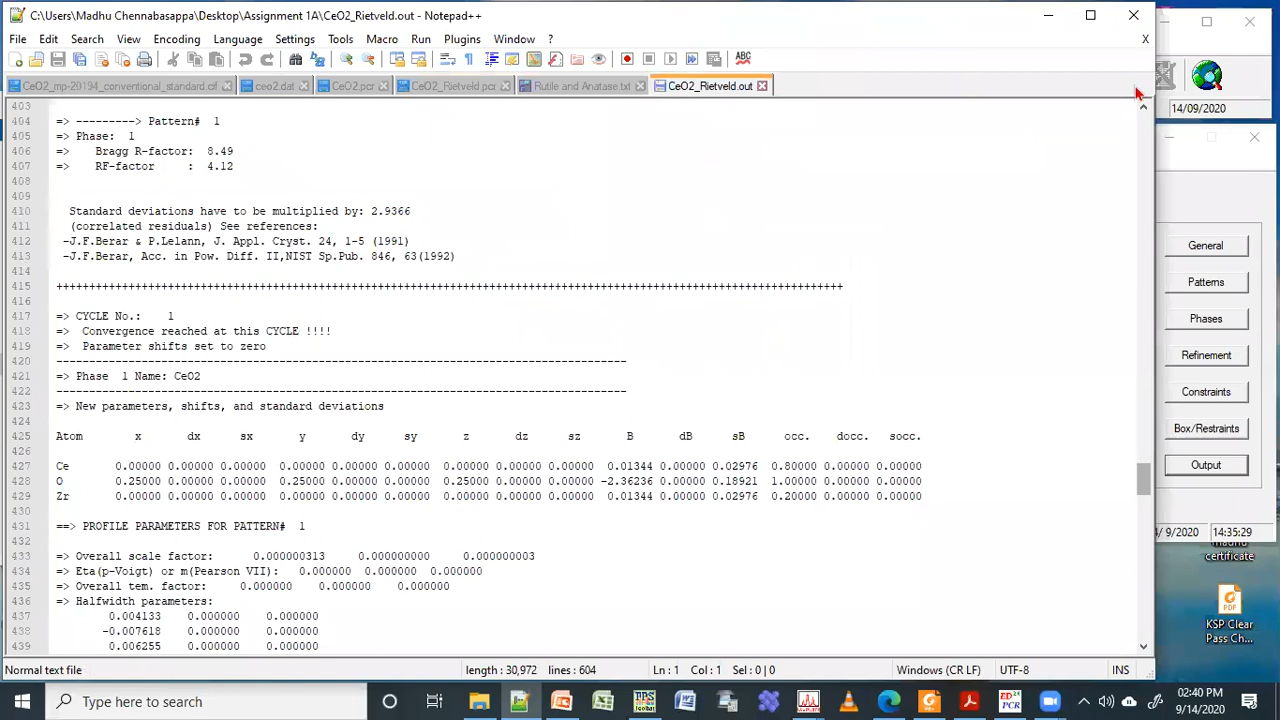 C:\Users\Madhu Chennabasappa\Desktop\Assignment 1A\CeO2_Rietveld.out - Notepad++
File Edit Search View Encoding Language Settings Tools Macro Run Plugins Window ? X
CeO2_mp-20194_conventional_standard.cif ceo2.dat CeO2.pcr CeO2_Rietveld.pcr Rutile and Anatase.txt CeO2_Rietveld.out
14/09/2020
403
404 => ---------> Pattern# 1
405 => Phase: 1
406 => Bragg R-factor: 8.49
407 => RF-factor : 4.12
408
409
410 Standard deviations have to be multiplied by: 2.9366
411 (correlated residuals) See references:
412 -J.F.Berar & P.Lelann, J. Appl. Cryst. 24, 1-5 (1991)
413 -J.F.Berar, Acc. in Pow. Diff. II,NIST Sp.Pub. 846, 63(1992)
414
415 ++++++++++++++++++++++++++++++++++++++++++++++++++++++++++++++++++++++++++++++++++++++++++++++++++++++++++++++++++++++++
416
417 => CYCLE No.: 1
418 => Convergence reached at this CYCLE !!!!
419 => Parameter shifts set to zero
420 ---------------------------------------------------------------------------------------
421 => Phase 1 Name: CeO2
422 ---------------------------------------------------------------------------------------
423 => New parameters, shifts, and standard deviations
424
425 Atom x dx sx y dy sy z dz sz B dB sB occ. docc. socc.
426
427 Ce 0.00000 0.00000 0.00000 0.00000 0.00000 0.00000 0.00000 0.00000 0.00000 0.01344 0.00000 0.02976 0.80000 0.00000 0.00000
428 O 0.25000 0.00000 0.00000 0.25000 0.00000 0.00000 0.25000 0.00000 0.00000 -2.36236 0.00000 0.18921 1.00000 0.00000 0.00000
429 Zr 0.00000 0.00000 0.00000 0.00000 0.00000 0.00000 0.00000 0.00000 0.00000 0.01344 0.00000 0.02976 0.20000 0.00000 0.00000
430
431 ==> PROFILE PARAMETERS FOR PATTERN# 1
432
433 => Overall scale factor: 0.000000313 0.000000000 0.000000003
434 => Eta(p-Voigt) or m(Pearson VII): 0.000000 0.000000 0.000000
435 => Overall tem. factor: 0.000000 0.000000 0.000000
436 => Halfwidth parameters:
437 0.004133 0.000000 0.000000
438 -0.007618 0.000000 0.000000
439 0.006255 0.000000 0.000000
General
Patterns
Phases
Refinement
Constraints
Box/Restraints
Output
4/ 9/2020 14:35:29
madhu
certificate
KSP Clear
Pass Ch...
Normal text file length : 30,972 lines : 604 Ln : 1 Col : 1 Sel : 0 | 0 Windows (CR LF) UTF-8 INS
Type here to search
02:40 PM
9/14/2020